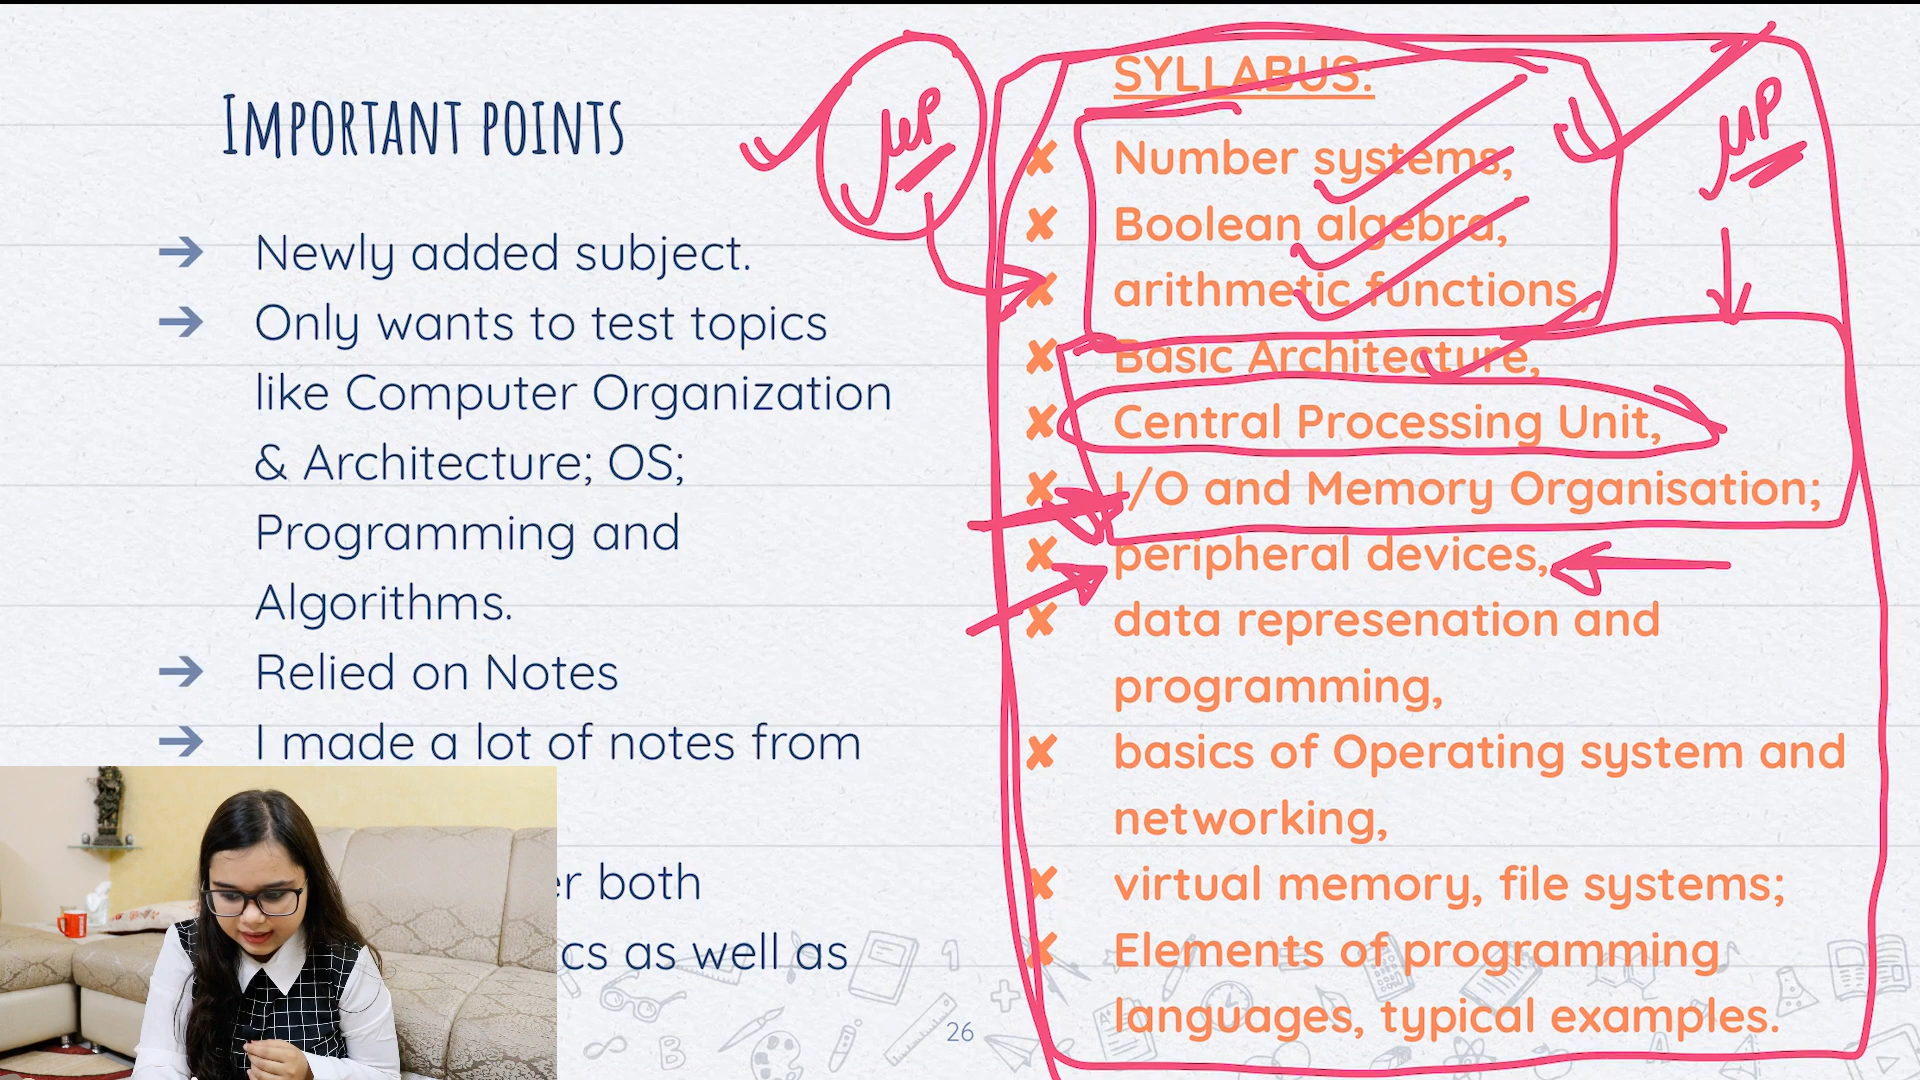 IMPORTANT POINTS
➔ Newly added subject.
➔ Only wants to test topics
like Computer Organization
& Architecture; OS;
Programming and
Algorithms.
➔ Relied on Notes
➔ I made a lot of notes from
both
as well as
26
μP
SYLLABUS:
μP
✘ Number systems,
✘ Boolean algebra,
✘ arithmetic functions,
✘ Basic Architecture,
✘ Central Processing Unit,
✘ I/O and Memory Organisation;
✘ peripheral devices,
✘ data represenation and
programming,
✘ basics of Operating system and
networking,
✘ virtual memory, file systems;
✘ Elements of programming
languages, typical examples.